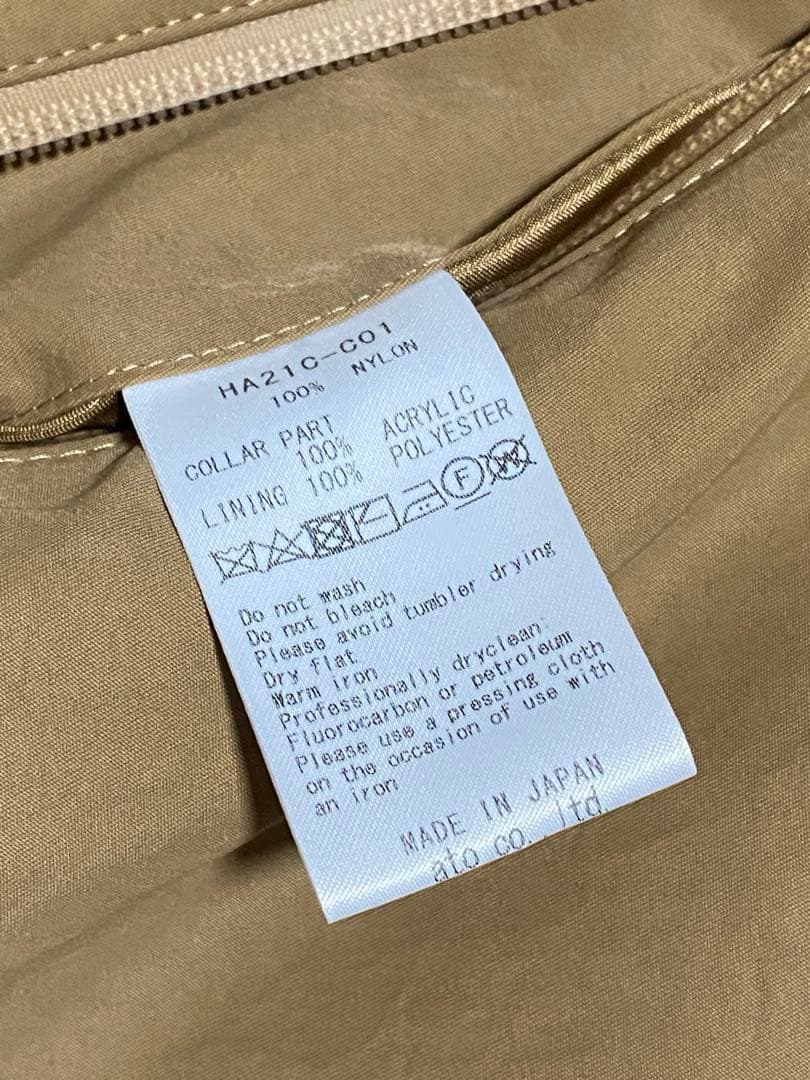 HA21C-C01
100% NYLON
COLLAR PART
100% ACRYLIC
LINING 100% POLYESTER
F W
Do not wash
Do not bleach
Please avoid tumbler drying
Dry flat
Warm iron
Professionally dryclean:
Fluorocarbon or petroleum
Please use a pressing cloth
on the occasion of use with
an iron
MADE IN JAPAN
ato co. ltd